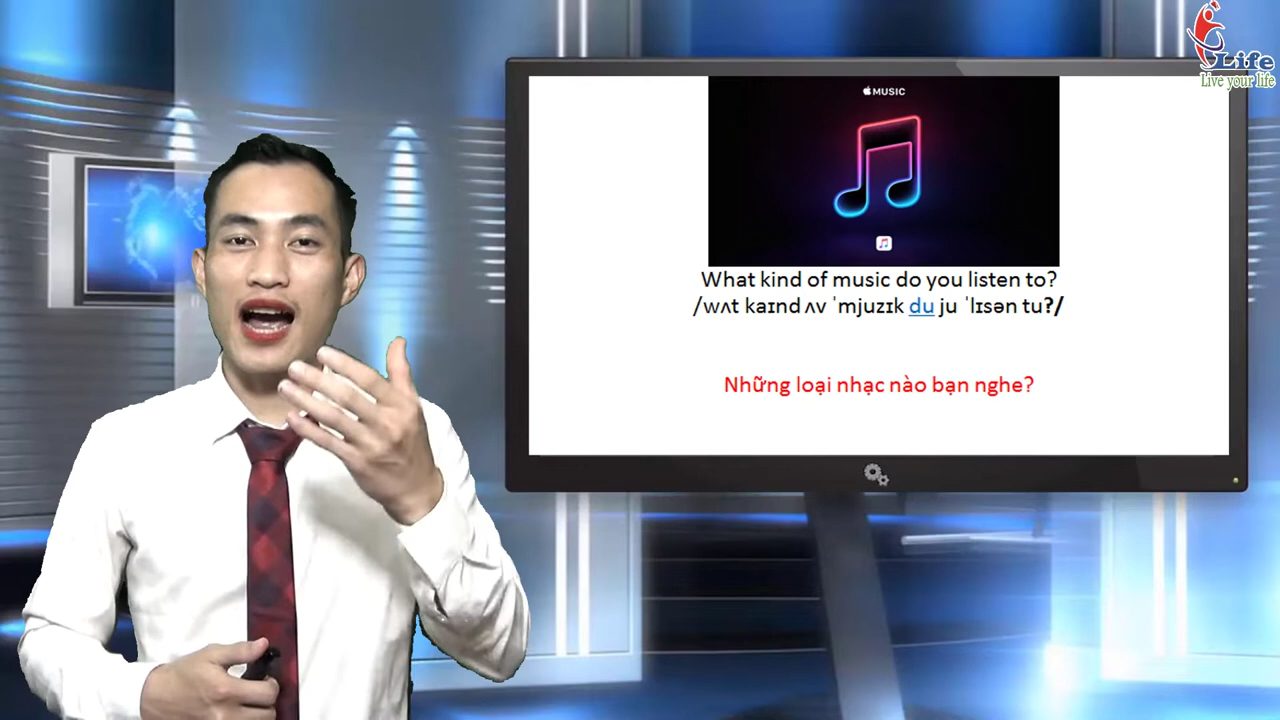 Life
Live your life
MUSIC
What kind of music do you listen to?
/wʌt kaɪnd ʌv ˈmjuzɪk du ju ˈlɪsən tu?/
Những loại nhạc nào bạn nghe?